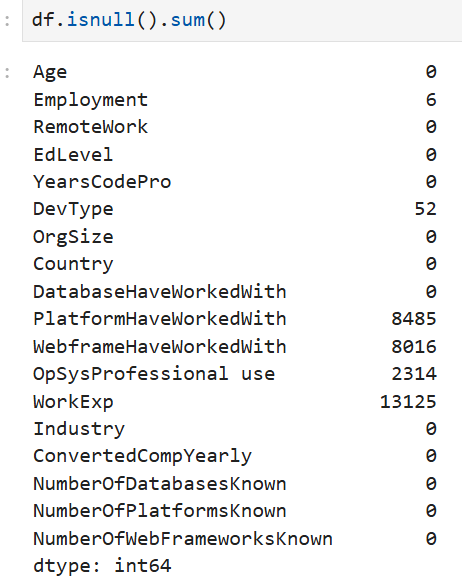 : df.isnull().sum()
: Age 0
Employment 6
RemoteWork 0
EdLevel 0
YearsCodePro 0
DevType 52
OrgSize 0
Country 0
DatabaseHaveWorkedWith 0
PlatformHaveWorkedWith 8485
WebframeHaveWorkedWith 8016
OpSysProfessional use 2314
WorkExp 13125
Industry 0
ConvertedCompYearly 0
NumberOfDatabasesKnown 0
NumberOfPlatformsKnown 0
NumberOfWebFrameworksKnown 0
dtype: int64